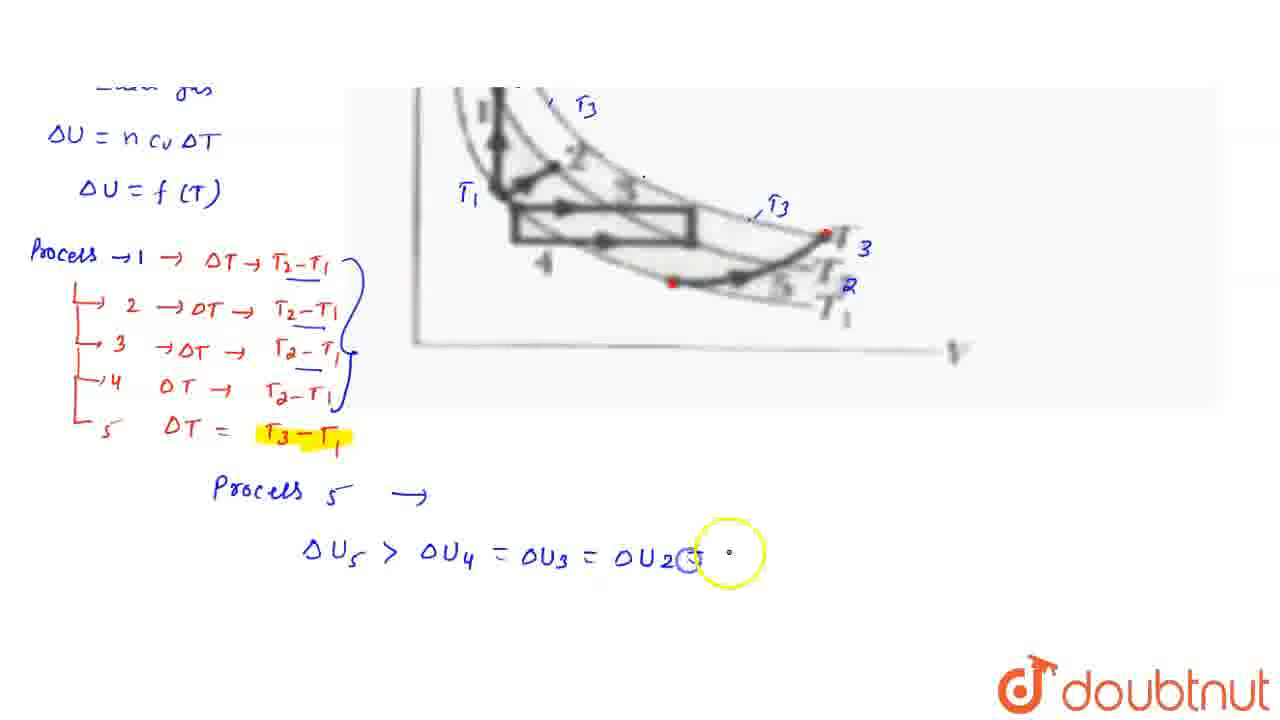 ΔU = n Cv ΔT
ΔU = f (T)
Process → 1 → ΔT → T2 - T1
→ 2 → ΔT → T2 - T1
→ 3 → ΔT → T2 - T1
→ 4 ΔT → T2 - T1
5 ΔT = T3 - T1
Process 5 →
ΔU5 > ΔU4 = ΔU3 = ΔU2 =
T3
1
2
T1
3
T3
4
T3
5
T2
T1
V
doubtnut